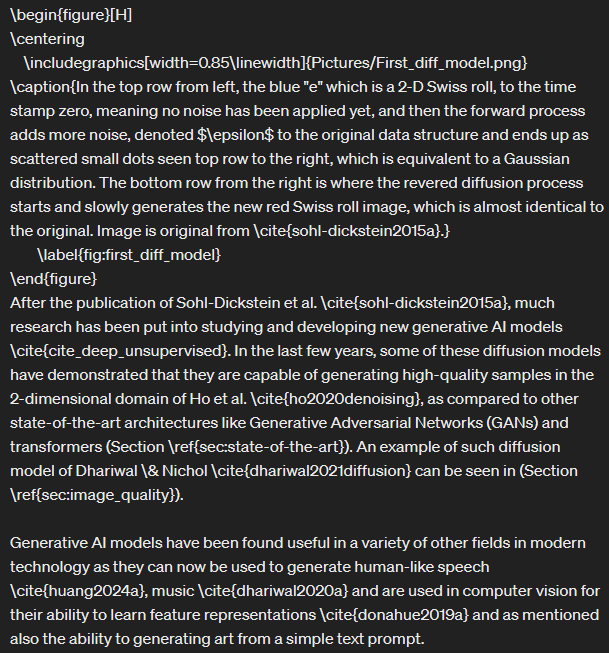 \begin{figure}[H]
\centering
\includegraphics[width=0.85\linewidth]{Pictures/First_diff_model.png}
\caption{In the top row from left, the blue "e" which is a 2-D Swiss roll, to the time
stamp zero, meaning no noise has been applied yet, and then the forward process
adds more noise, denoted $\epsilon$ to the original data structure and ends up as
scattered small dots seen top row to the right, which is equivalent to a Gaussian
distribution. The bottom row from the right is where the revered diffusion process
starts and slowly generates the new red Swiss roll image, which is almost identical to
the original. Image is original from \cite{sohl-dickstein2015a}.}
\label{fig:first_diff_model}
\end{figure}
After the publication of Sohl-Dickstein et al. \cite{sohl-dickstein2015a}, much
research has been put into studying and developing new generative AI models
\cite{cite_deep_unsupervised}. In the last few years, some of these diffusion models
have demonstrated that they are capable of generating high-quality samples in the
2-dimensional domain of Ho et al. \cite{ho2020denoising}, as compared to other
state-of-the-art architectures like Generative Adversarial Networks (GANs) and
transformers (Section \ref{sec:state-of-the-art}). An example of such diffusion
model of Dhariwal \& Nichol \cite{dhariwal2021diffusion} can be seen in (Section
\ref{sec:image_quality}).

Generative AI models have been found useful in a variety of other fields in modern
technology as they can now be used to generate human-like speech
\cite{huang2024a}, music \cite{dhariwal2020a} and are used in computer vision for
their ability to learn feature representations \cite{donahue2019a} and as mentioned
also the ability to generating art from a simple text prompt.